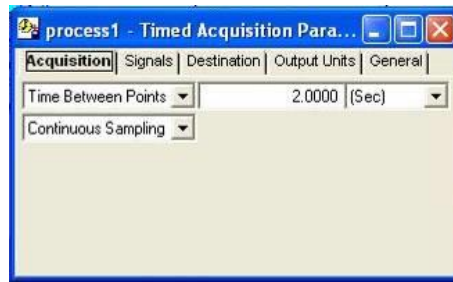 process1 - Timed Acquisition Para...
Acquisition Signals Destination Output Units General
Time Between Points 2.0000 (Sec)
Continuous Sampling